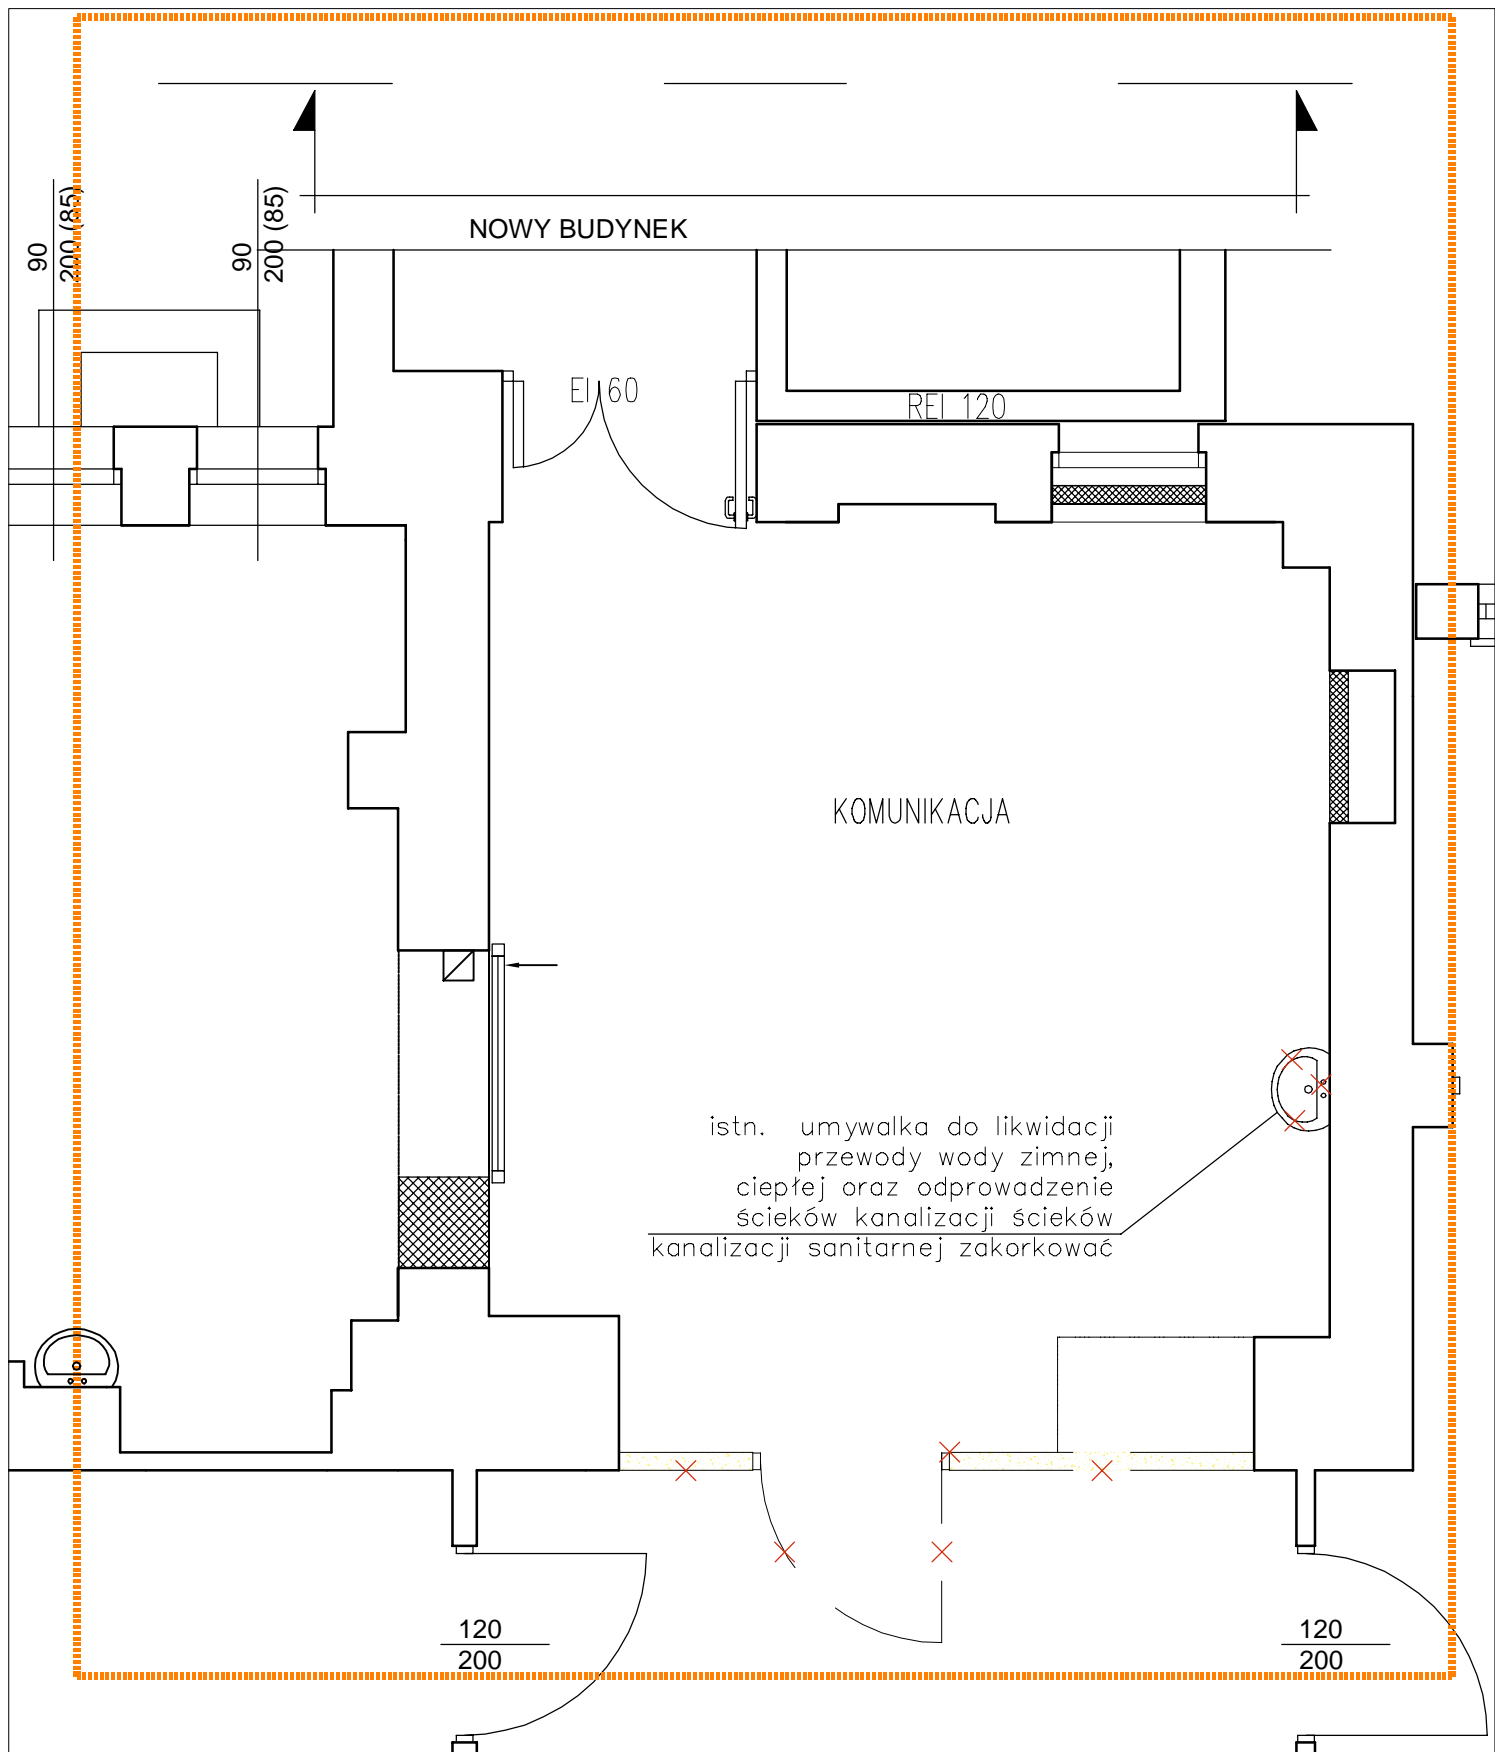 90
200 (85)
90
200 (85)
NOWY BUDYNEK
EI 60
REI 120
KOMUNIKACJA
istn. umywalka do likwidacji
przewody wody zimnej,
ciepłej oraz odprowadzenie
ścieków kanalizacji ścieków
kanalizacji sanitarnej zakorkować
120
200
120
200